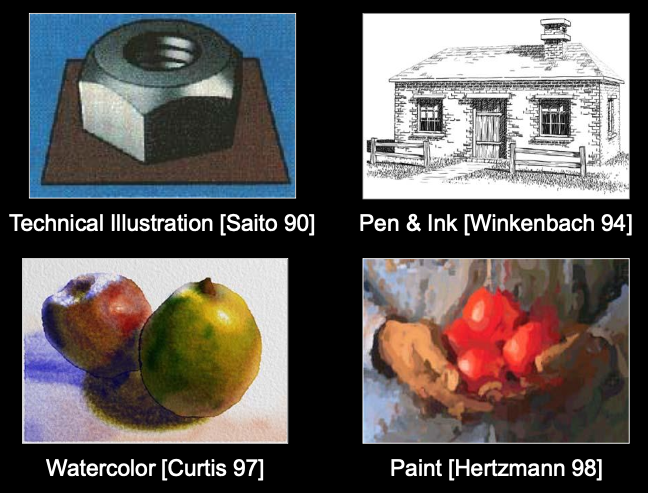 Technical Illustration [Saito 90]
Pen & Ink [Winkenbach 94]
Watercolor [Curtis 97]
Paint [Hertzmann 98]